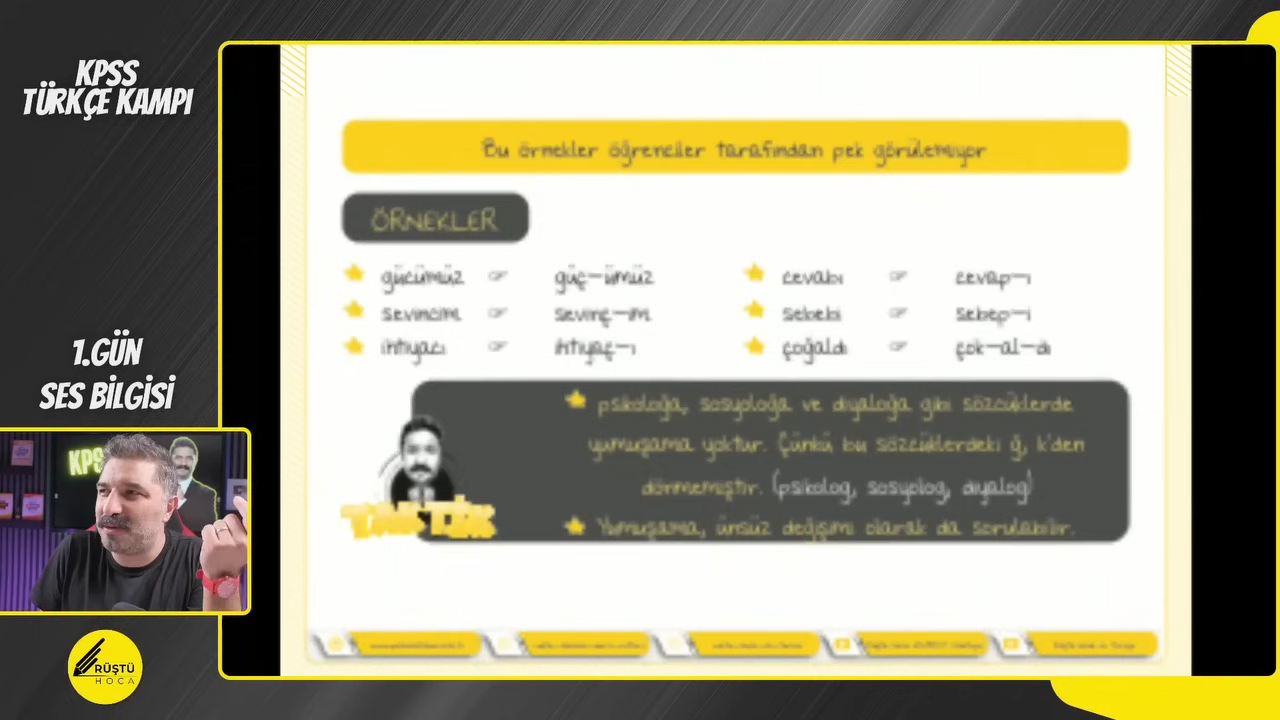 KPSS
TÜRKÇE KAMPI
Bu örnekler öğrenciler tarafından pek görülemiyor
ÖRNEKLER
gücümüz ☞ güç-ümüz
sevincim ☞ sevinç-im
ihtiyacı ☞ ihtiyaç-ı
cevabı ☞ cevap-ı
sebebi ☞ sebep-i
çoğaldı ☞ çok-al-dı
psikoloğa, sosyoloğa ve diyaloğa gibi sözcüklerde
yumuşama yoktur. Çünkü bu sözcüklerdeki ğ, k'den
dönmemiştir. (psikolog, sosyolog, diyalog)
Yumuşama, ünsüz değişimi olarak da sorulabilir.
TAKTİK
1.GÜN
SES BİLGİSİ
KPS
RÜŞTÜ
HOCA